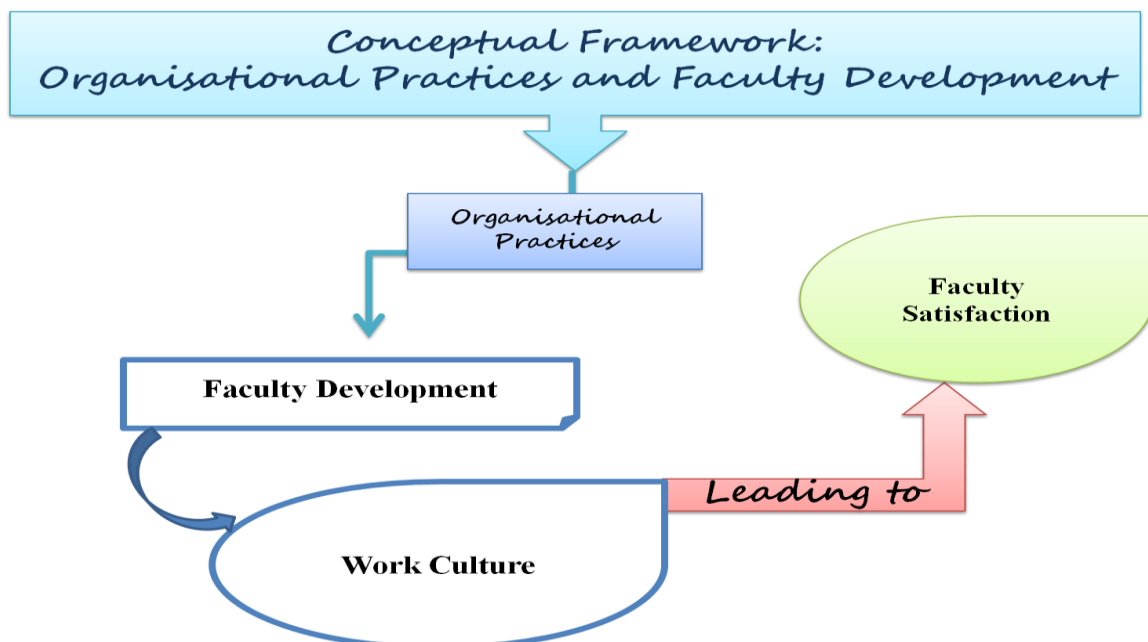 Conceptual Framework:
Organisational Practices and Faculty Development
Organisational
Practices
Faculty
Satisfaction
Faculty Development
Leading to
Work Culture